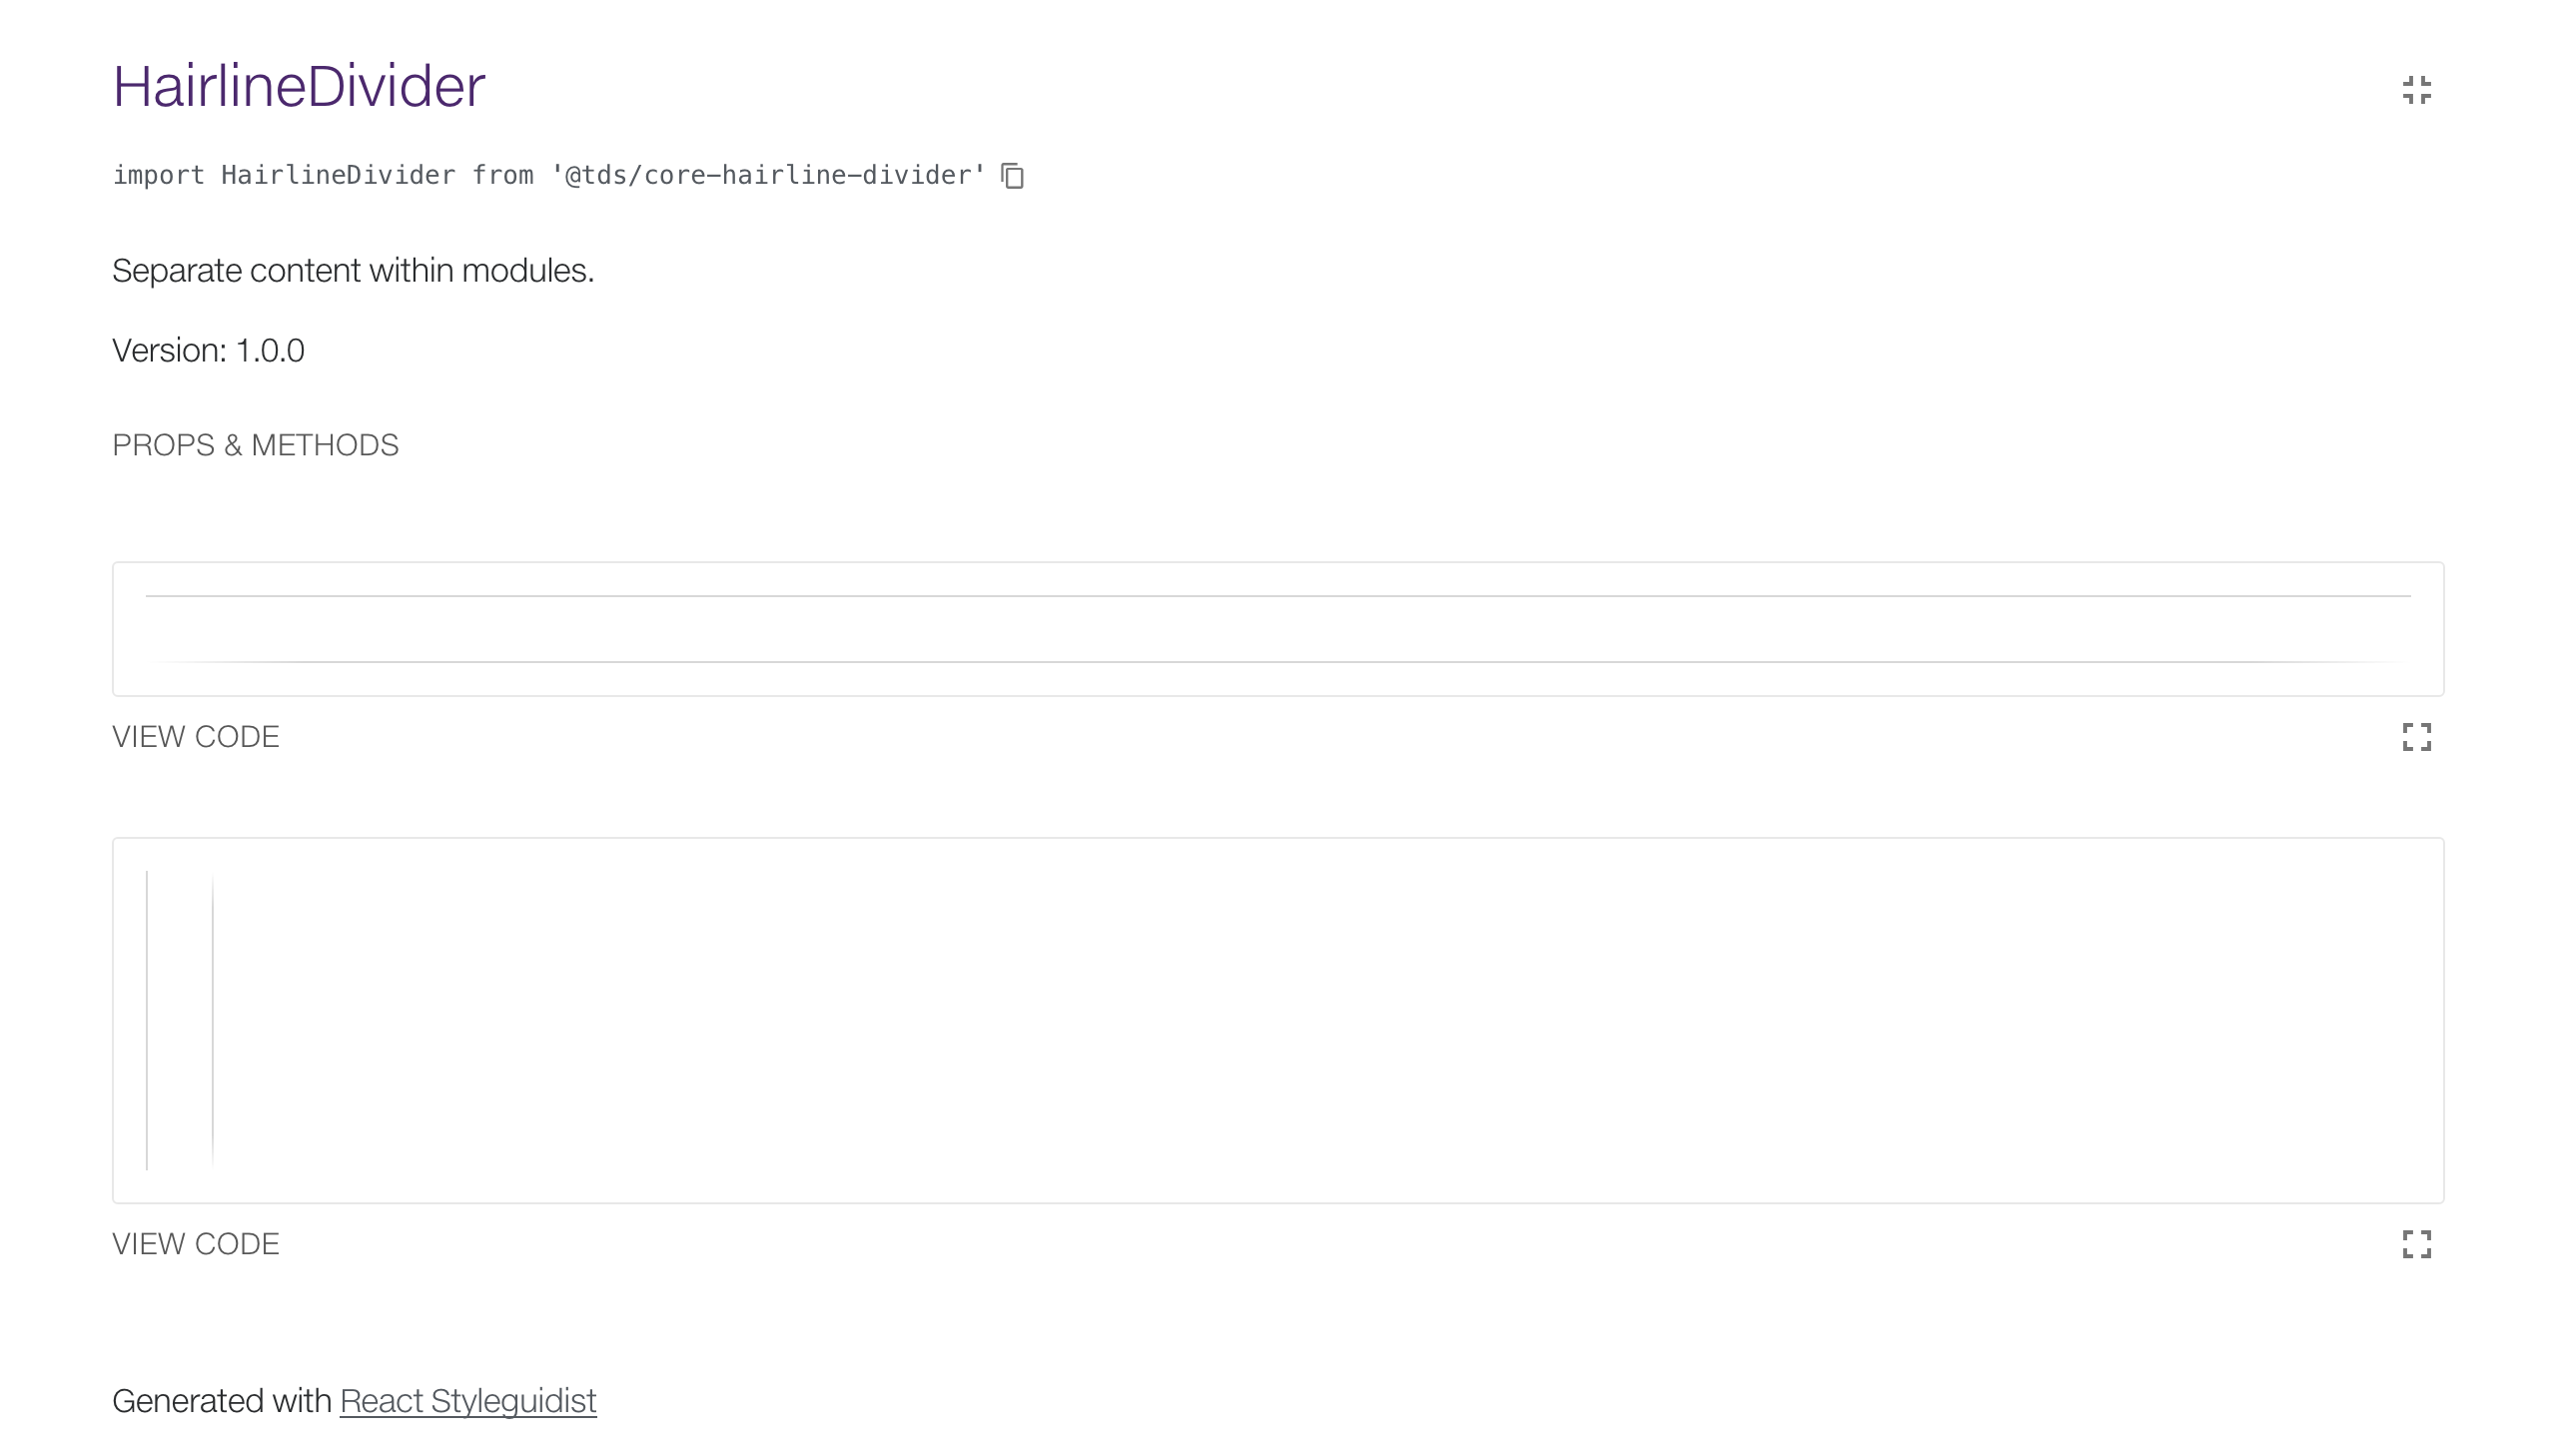 HairlineDivider
import HairlineDivider from '@tds/core-hairline-divider'
Separate content within modules.
Version: 1.0.0
PROPS & METHODS
VIEW CODE
VIEW CODE
Generated with React Styleguidist